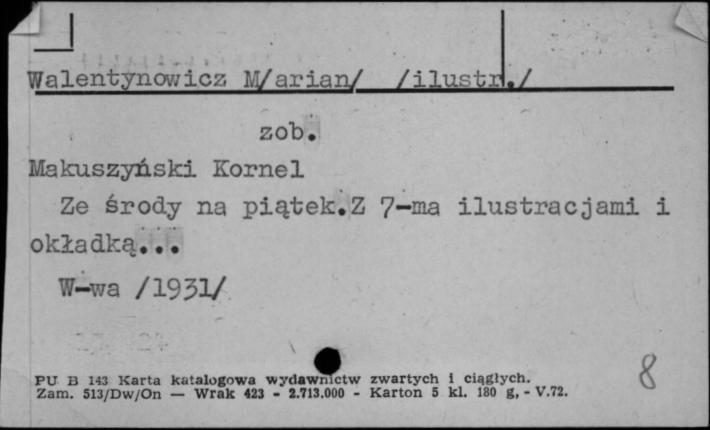 Walentynowicz M/arian/ /ilustr./
zob.
Makuszyński Kornel
Ze środy na piątek.Z 7-ma ilustracjami i
okładką...
W-wa /1931/
8
PU B 143 Karta katalogowa wydawnictw zwartych i ciągłych.
Zam. 513/Dw/On — Wrak 423 - 2.713.000 - Karton 5 kl. 180 g, - V.72.